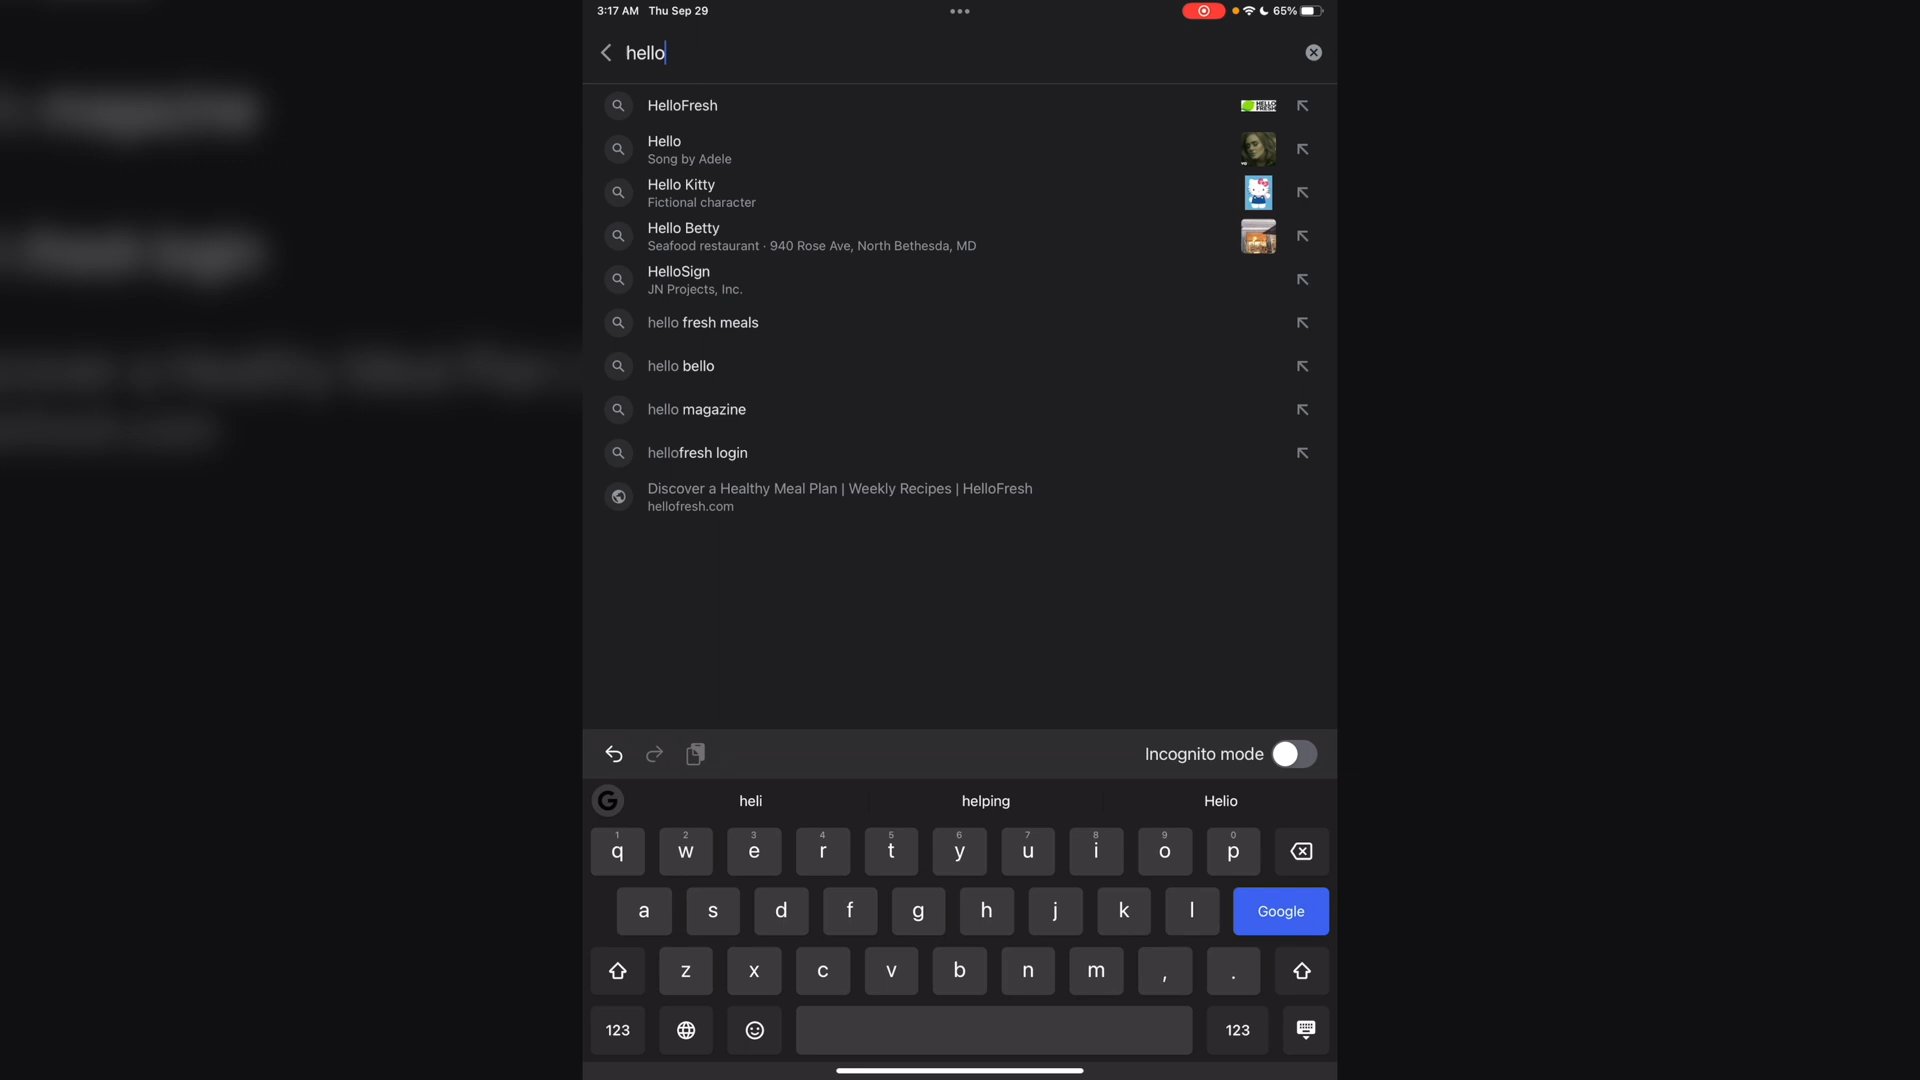 3:17 AM Thu Sep 29
65%
hello
HelloFresh
HELLO
FRESH
Hello
Song by Adele
Hello Kitty
Fictional character
Hello Betty
Seafood restaurant · 940 Rose Ave, North Bethesda, MD
HelloSign
JN Projects, Inc.
hello fresh meals
hello bello
hello magazine
hellofresh login
Discover a Healthy Meal Plan | Weekly Recipes | HelloFresh
hellofresh.com
Incognito mode
G heli helping Helio
1 2 3 4 5 6 7 8 9 0
q w e r t y u i o p
a s d f g h j k l Google
z x c v b n m , .
123 123